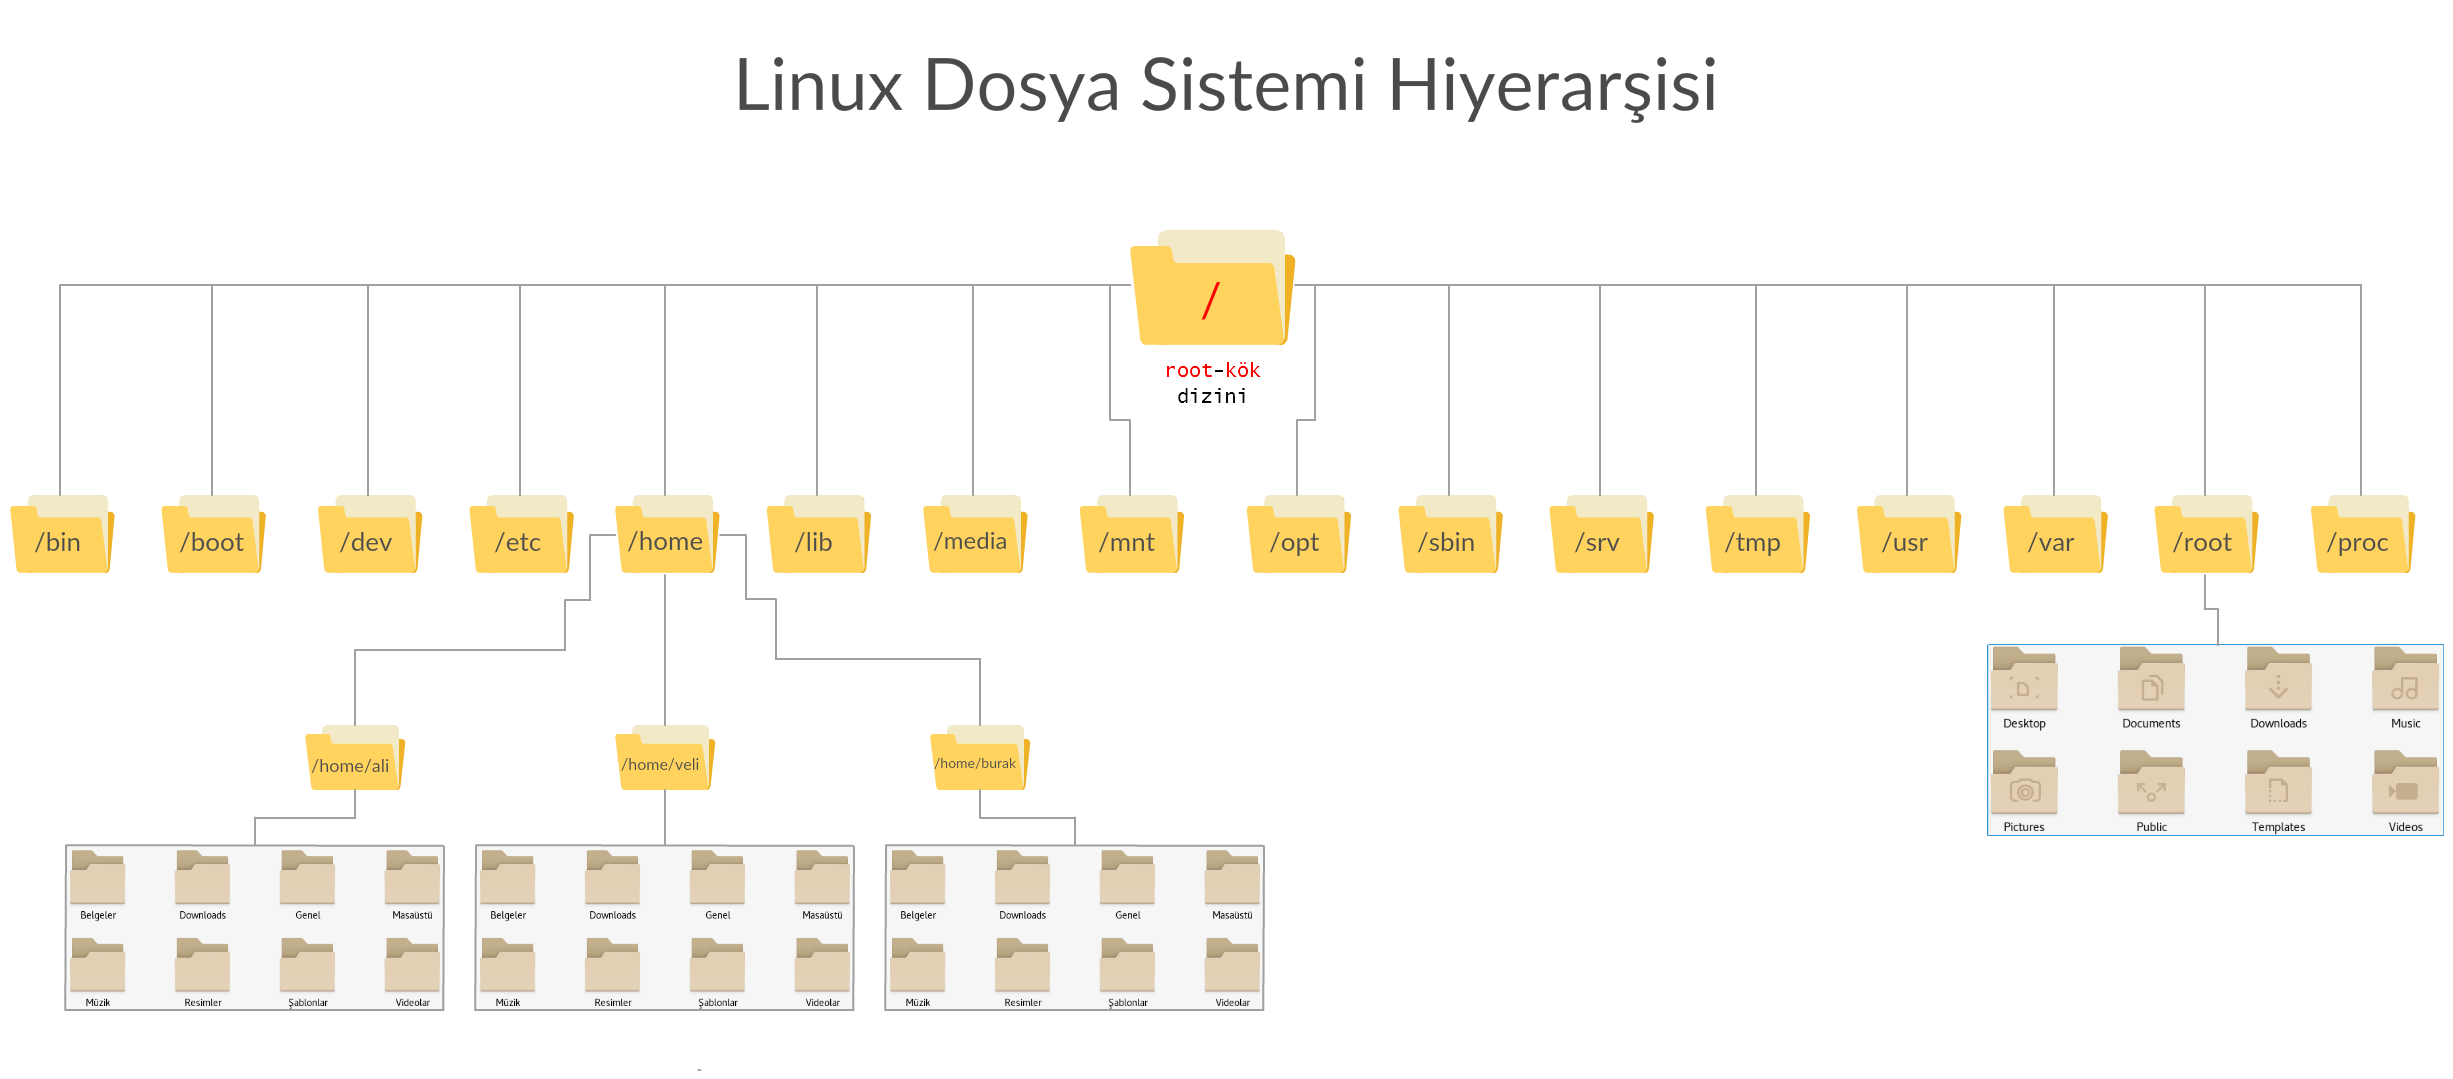 Linux Dosya Sistemi Hiyerarşisi
/
root-kök
dizini
/bin
/boot
/dev
/etc
/home
/lib
/media
/mnt
/opt
/sbin
/srv
/tmp
/usr
/var
/root
/proc
Desktop
Documents
Downloads
Music
Pictures
Public
Templates
Videos
/home/ali
/home/veli
/home/burak
Belgeler
Downloads
Genel
Masaüstü
Müzik
Resimler
Şablonlar
Videolar
Belgeler
Downloads
Genel
Masaüstü
Müzik
Resimler
Şablonlar
Videolar
Belgeler
Downloads
Genel
Masaüstü
Müzik
Resimler
Şablonlar
Videolar